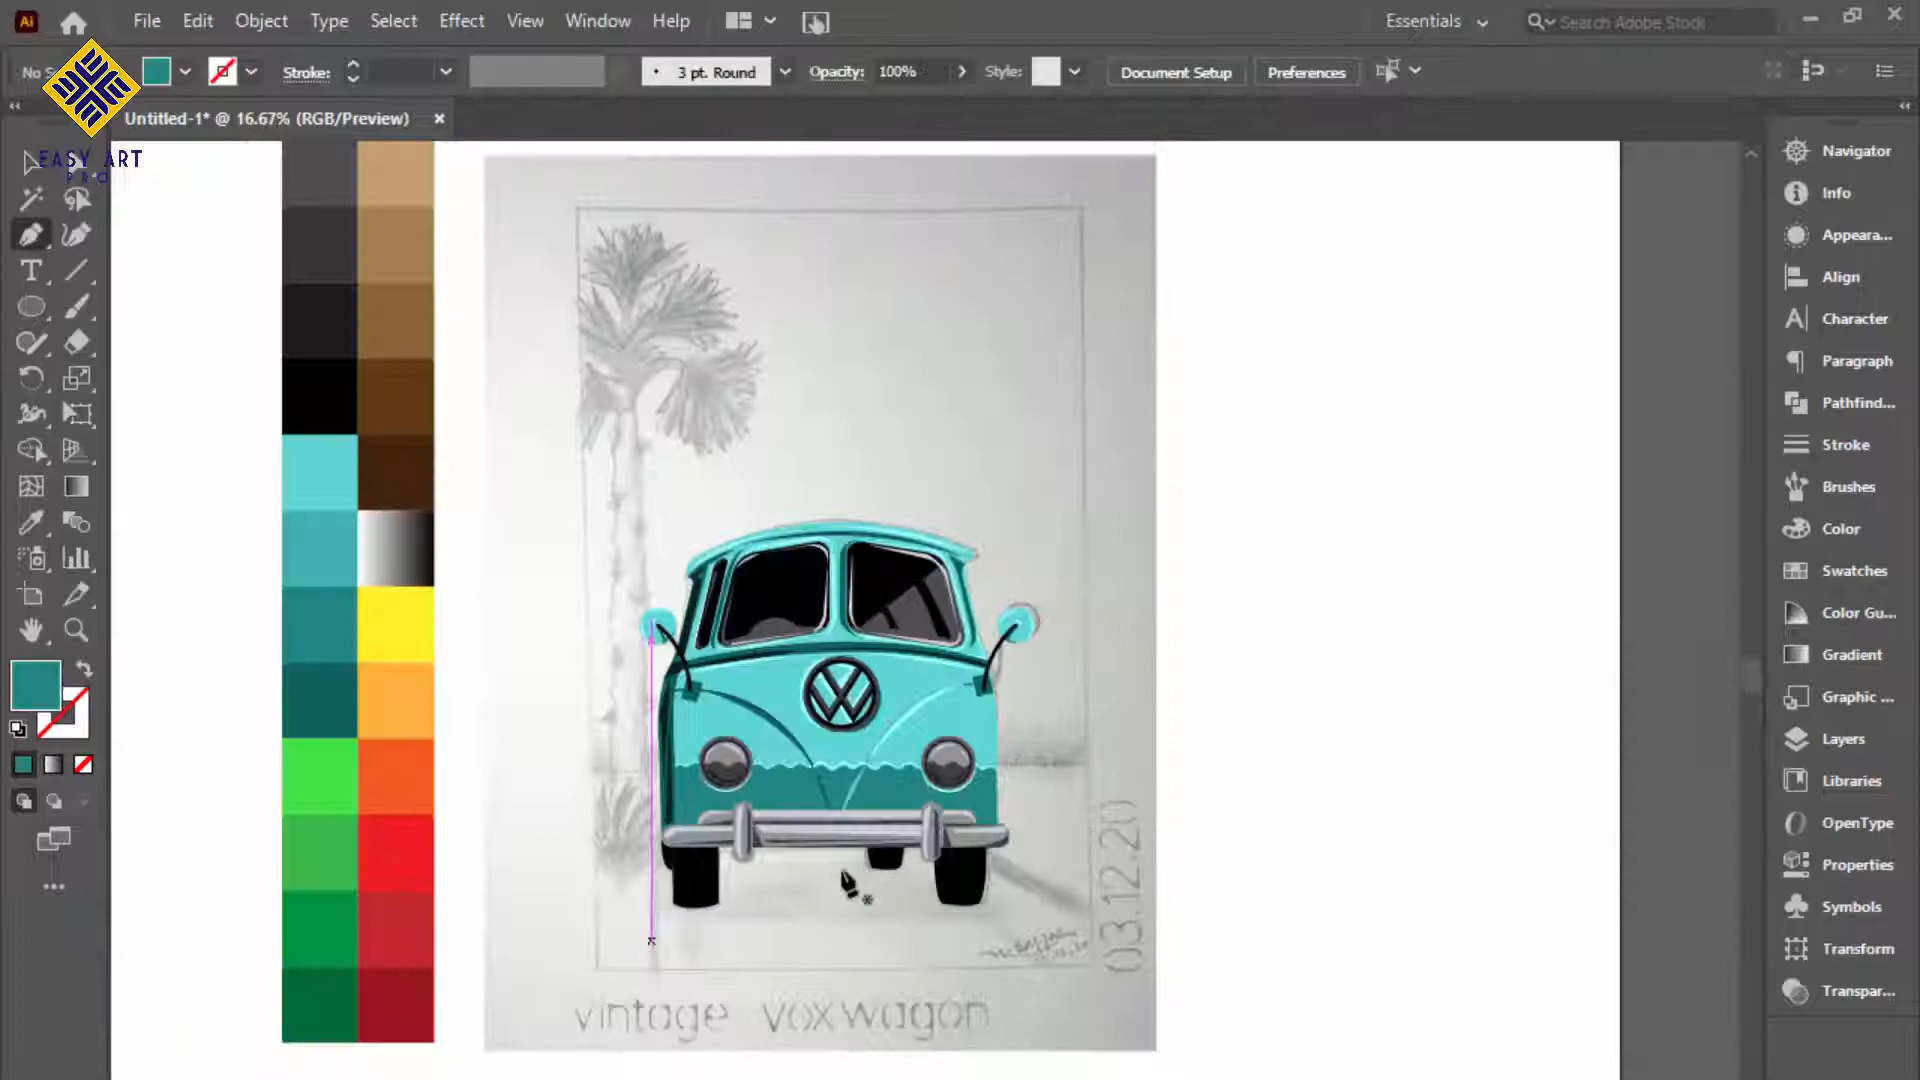 Ai File Edit Object Type Select Effect View Window Help Essentials Search Adobe Stock
Stroke: 3 pt. Round Opacity: 100% Style: Document Setup Preferences
Untitled-1* @ 16.67% (RGB/Preview)
EASY ART
PRO
Navigator
Info
Appeara...
Align
Character
Paragraph
Pathfind...
Stroke
Brushes
Color
Swatches
Color Gu...
Gradient
Graphic ...
Layers
Libraries
OpenType
Properties
Symbols
Transform
Transpar...
03.12.20
vintage voxwagon